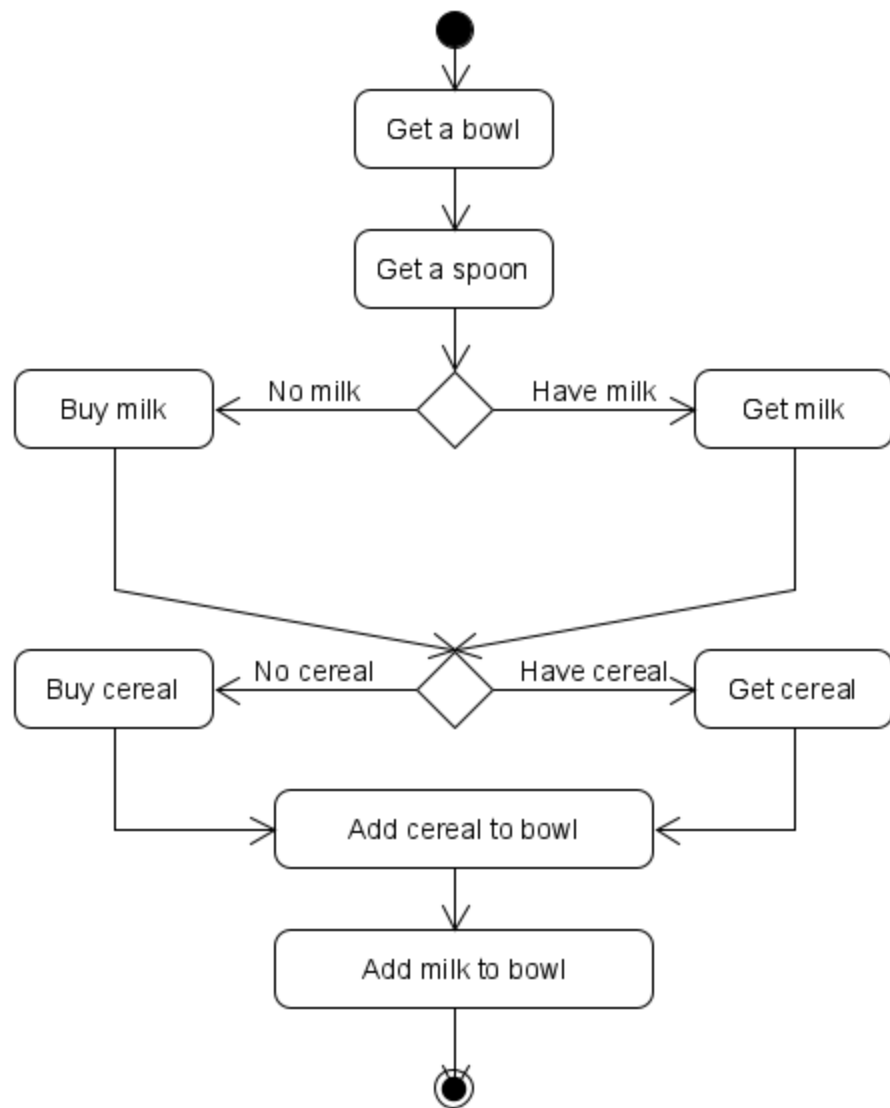 Get a bowl
Get a spoon
Buy milk
No milk
Have milk
Get milk
Buy cereal
No cereal
Have cereal
Get cereal
Add cereal to bowl
Add milk to bowl